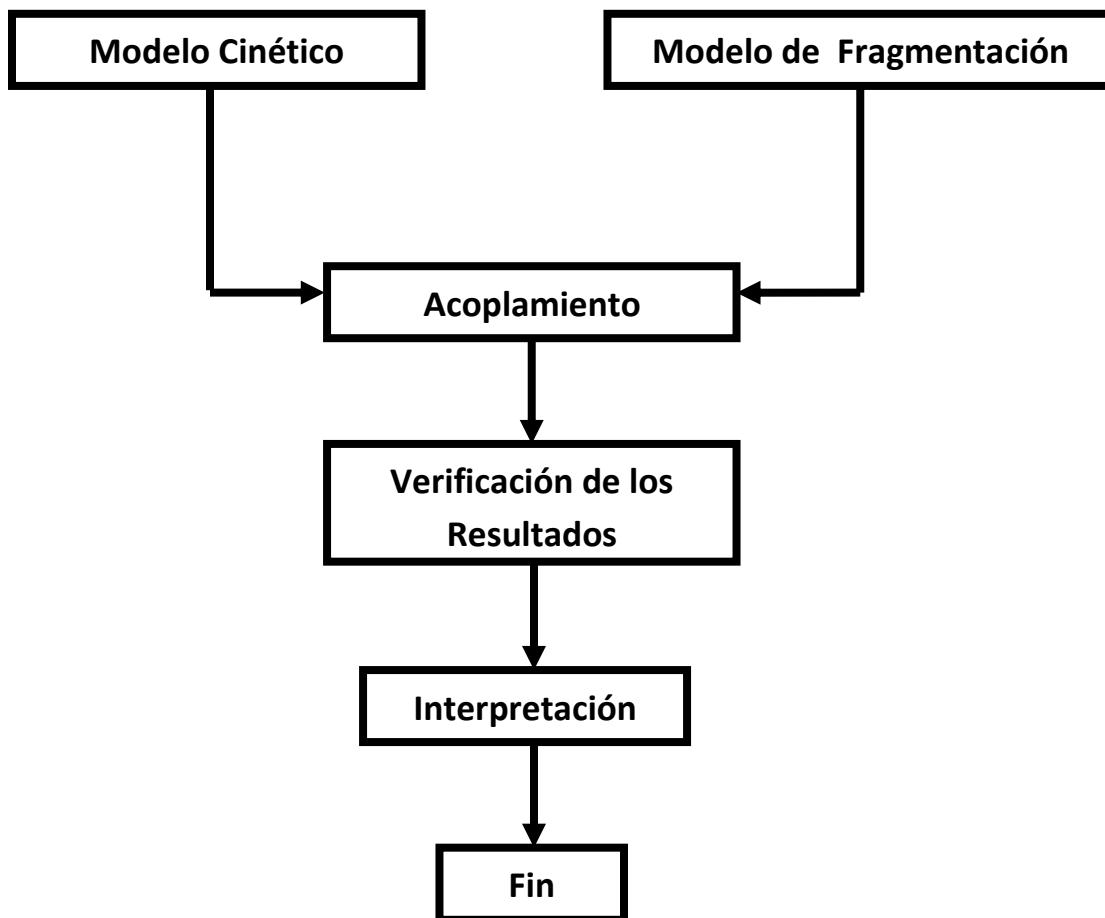 Modelo Cinético
Modelo de  Fragmentación
Acoplamiento
Verificación de los
Resultados
Interpretación
Fin